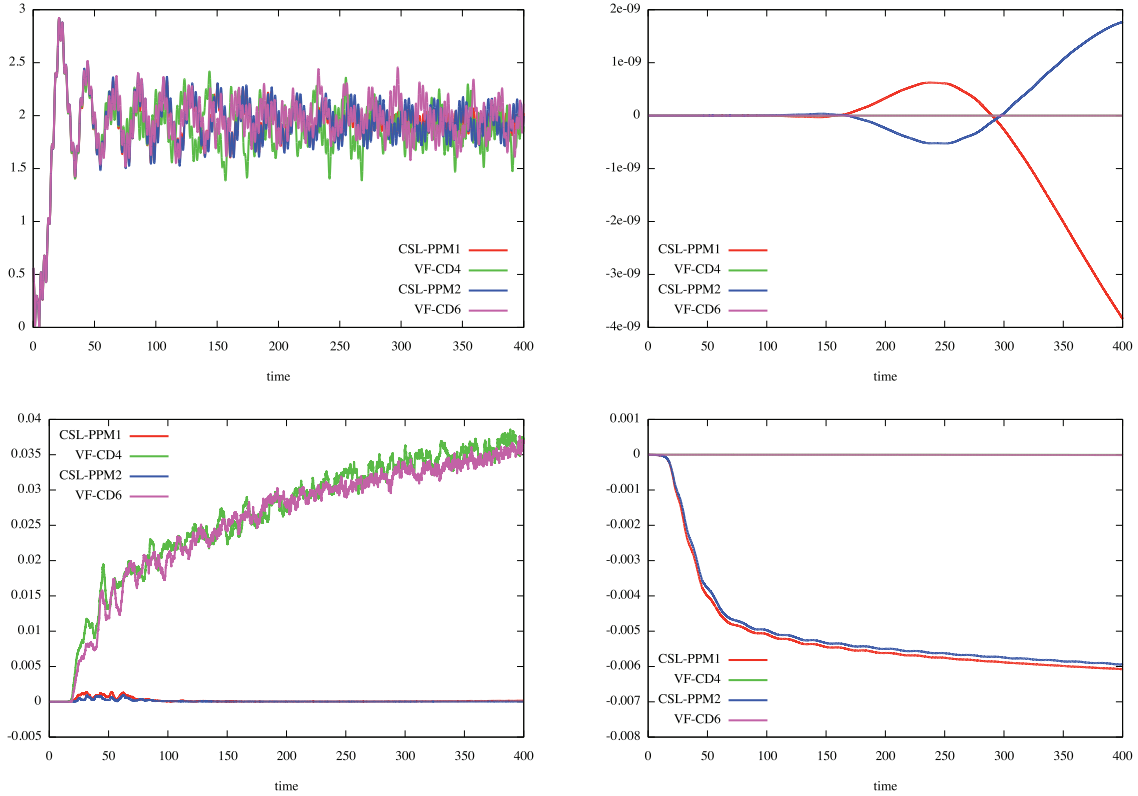 3
2.5
2
1.5
1
0.5
0
CSL-PPM1
VF-CD4
CSL-PPM2
VF-CD6
0 50 100 150 200 250 300 350 400
time
2e-09
1e-09
0
-1e-09
-2e-09
-3e-09
-4e-09
CSL-PPM1
VF-CD4
CSL-PPM2
VF-CD6
0 50 100 150 200 250 300 350 400
time
0.04
0.035
0.03
0.025
0.02
0.015
0.01
0.005
0
-0.005
CSL-PPM1
VF-CD4
CSL-PPM2
VF-CD6
0 50 100 150 200 250 300 350 400
time
0.001
0
-0.001
-0.002
-0.003
-0.004
-0.005
-0.006
-0.007
-0.008
CSL-PPM1
VF-CD4
CSL-PPM2
VF-CD6
0 50 100 150 200 250 300 350 400
time